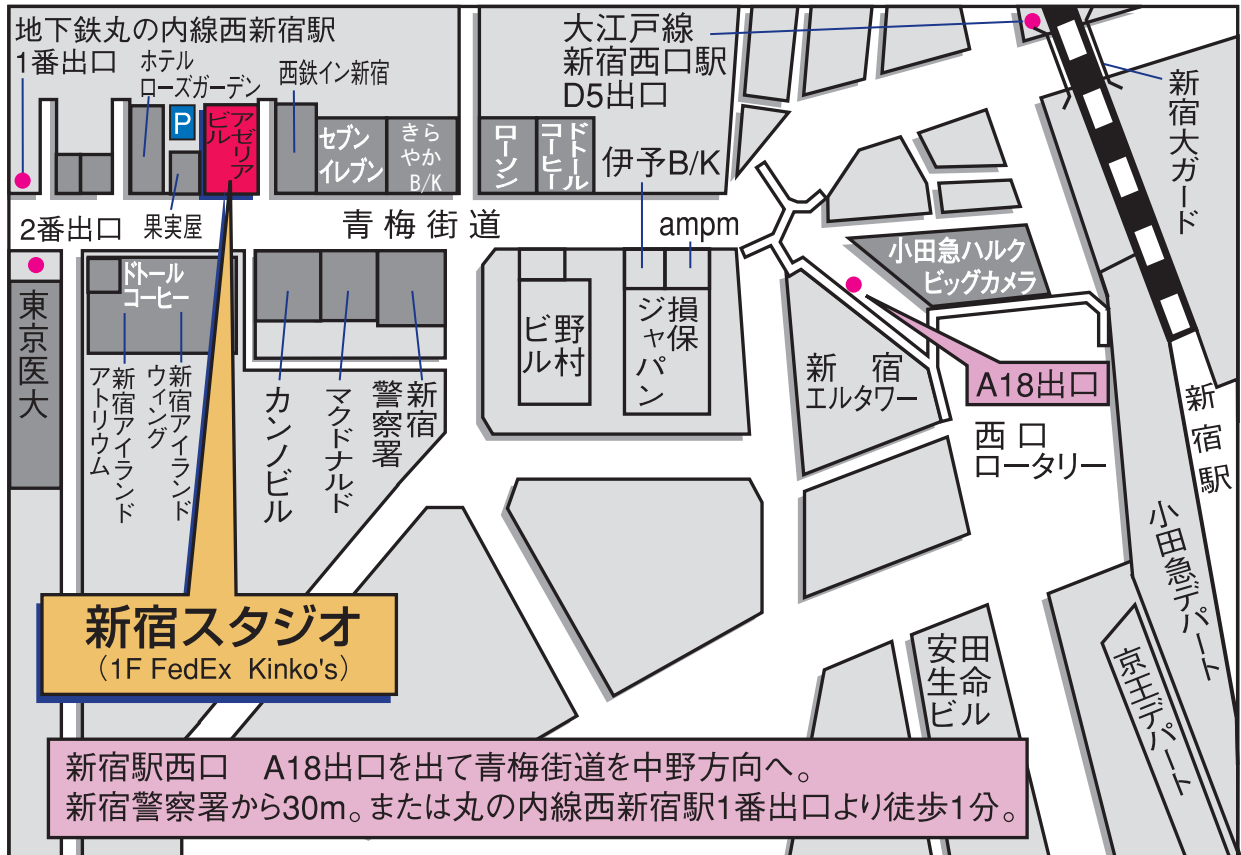 地下鉄丸の内線西新宿駅
1番出口
ホテル
ローズガーデン
P
アゼリア
ビル
西鉄イン新宿
セブン
イレブン
きら
やか
B/K
ローソン
ドトール
コーヒー
大江戸線
新宿西口駅
D5出口
伊予B/K
新宿大ガード
2番出口
果実屋
青梅街道
ampm
小田急ハルク
ビッグカメラ
東京医大
ドトール
コーヒー
新宿アイランド
アトリウム
新宿アイランド
ウィング
カンノビル
マクドナルド
新宿
警察署
野村
ビル
損保
ジャパン
新宿
エルタワー
A18出口
西口
ロータリー
新宿駅
小田急デパート
京王デパート
安田
生命
ビル
新宿スタジオ
(1F FedEx Kinko's)
新宿駅西口 A18出口を出て青梅街道を中野方向へ。
新宿警察署から30m。または丸の内線西新宿駅1番出口より徒歩1分。